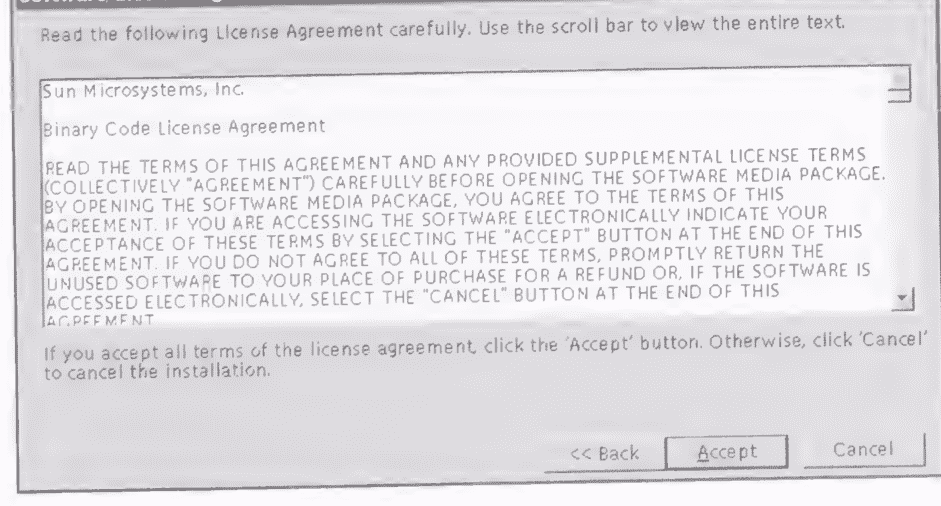 Read the following License Agreement carefully. Use the scroll bar to view the entire text.
Sun Microsystems, Inc.
Binary Code License Agreement
READ THE TERMS OF THIS AGREEMENT AND ANY PROVIDED SUPPLEMENTAL LICENSE TERMS
(COLLECTIVELY "AGREEMENT") CAREFULLY BEFORE OPENING THE SOFTWARE MEDIA PACKAGE.
BY OPENING THE SOFTWARE MEDIA PACKAGE, YOU AGREE TO THE TERMS OF THIS
AGREEMENT. IF YOU ARE ACCESSING THE SOFTWARE ELECTRONICALLY INDICATE YOUR
ACCEPTANCE OF THESE TERMS BY SELECTING THE "ACCEPT" BUTTON AT THE END OF THIS
AGREEMENT. IF YOU DO NOT AGREE TO ALL OF THESE TERMS, PROMPTLY RETURN THE
UNUSED SOFTWARE TO YOUR PLACE OF PURCHASE FOR A REFUND OR, IF THE SOFTWARE IS
ACCESSED ELECTRONICALLY, SELECT THE "CANCEL" BUTTON AT THE END OF THIS
AGREEMENT
If you accept all terms of the license agreement, click the 'Accept' button. Otherwise, click 'Cancel'
to cancel the installation.
<< Back Accept Cancel